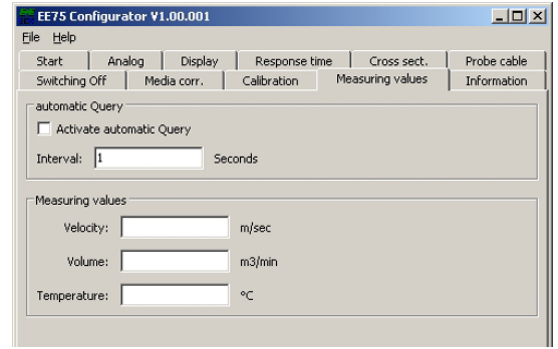 EE75 Configurator V1.00.001
File Help
Start Analog Display Response time Cross sect. Probe cable
Switching Off Media corr. Calibration Measuring values Information
automatic Query
Activate automatic Query
Interval: 1 Seconds
Measuring values
Velocity: m/sec
Volume: m3/min
Temperature: °C